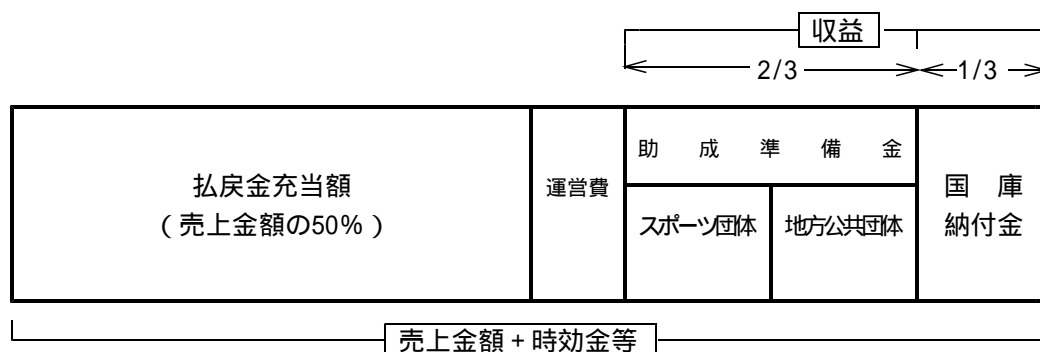 収益
2/3
1/3
払戻金充当額
(売上金額の50%)
運営費
助成準備金
スポーツ団体
地方公共団体
国庫
納付金
売上金額+時効金等